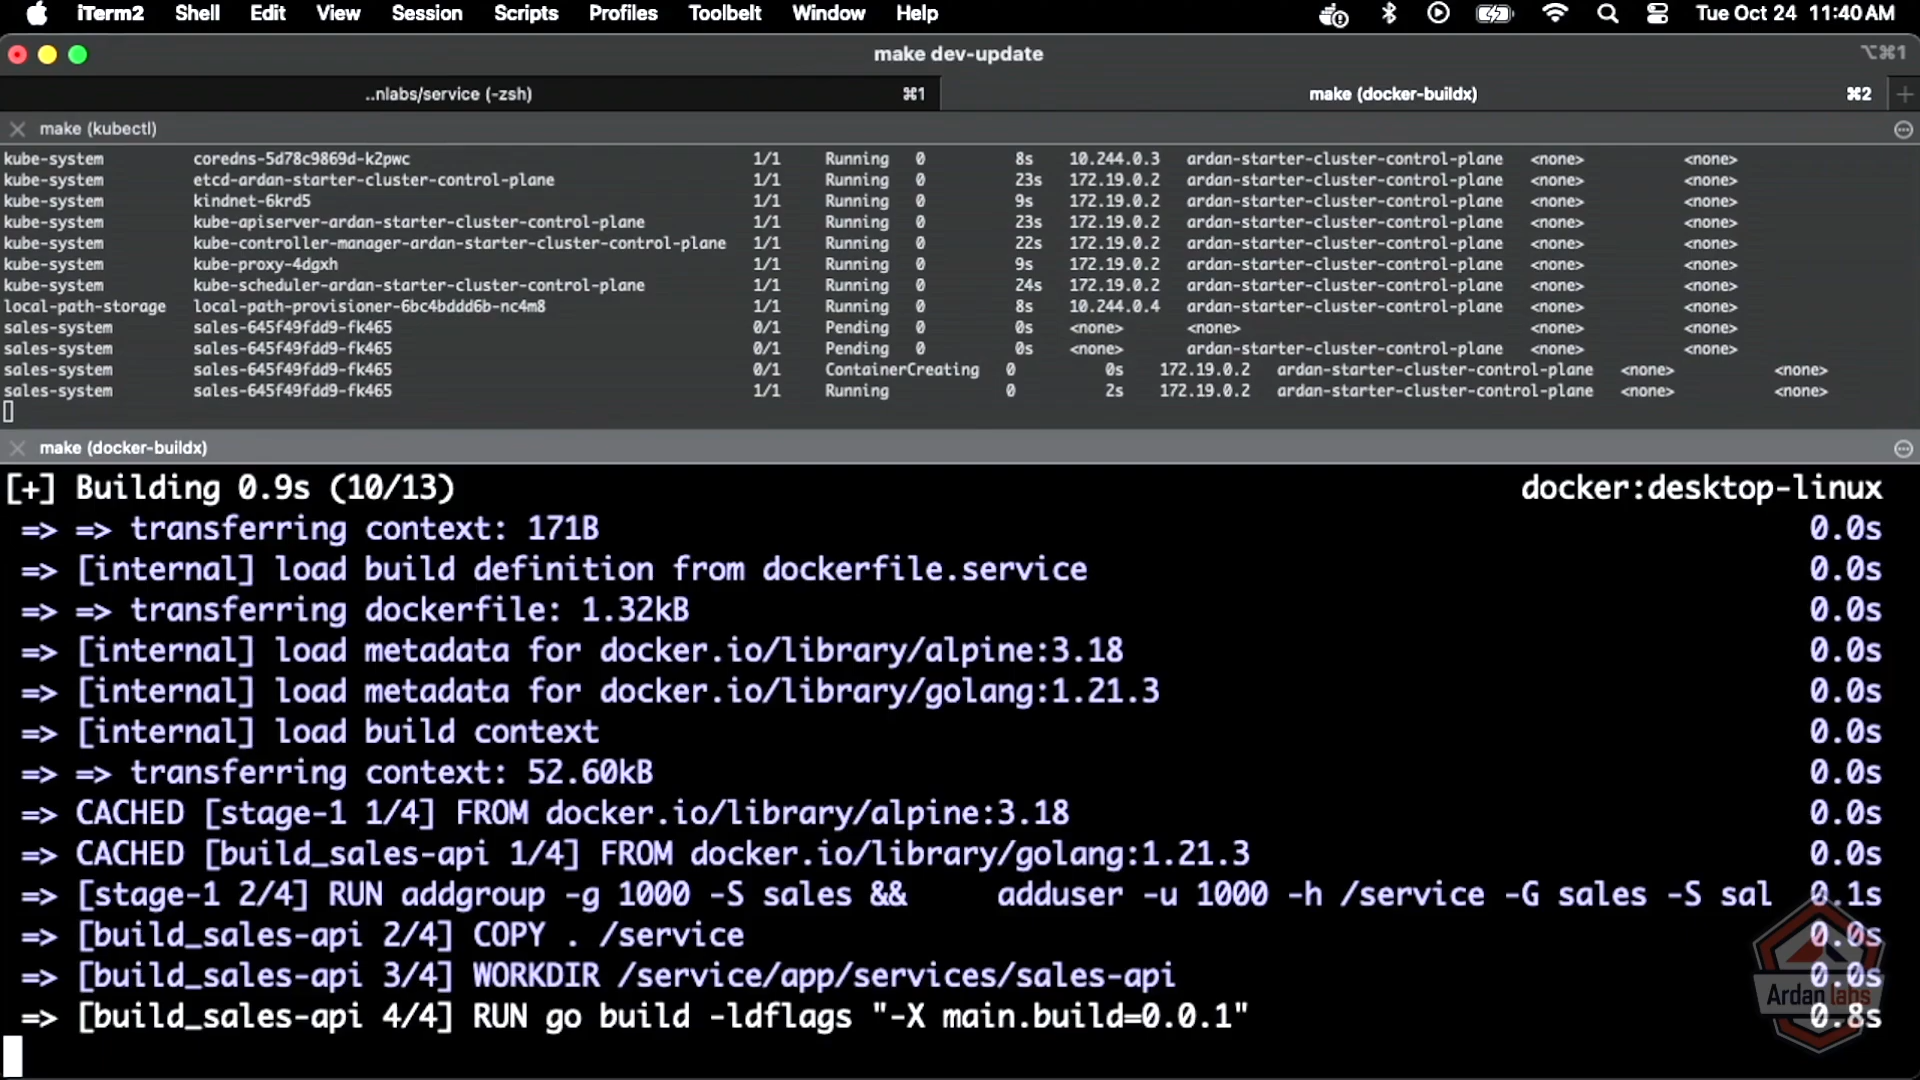 iTerm2 Shell Edit View Session Scripts Profiles Toolbelt Window Help Tue Oct 24 11:40 AM
make dev-update ⌥⌘1
..nlabs/service (-zsh) ⌘1 make (docker-buildx) ⌘2 +
make (kubectl)
kube-system coredns-5d78c9869d-k2pwc 1/1 Running 0 8s 10.244.0.3 ardan-starter-cluster-control-plane <none> <none>
kube-system etcd-ardan-starter-cluster-control-plane 1/1 Running 0 23s 172.19.0.2 ardan-starter-cluster-control-plane <none> <none>
kube-system kindnet-6krd5 1/1 Running 0 9s 172.19.0.2 ardan-starter-cluster-control-plane <none> <none>
kube-system kube-apiserver-ardan-starter-cluster-control-plane 1/1 Running 0 23s 172.19.0.2 ardan-starter-cluster-control-plane <none> <none>
kube-system kube-controller-manager-ardan-starter-cluster-control-plane 1/1 Running 0 22s 172.19.0.2 ardan-starter-cluster-control-plane <none> <none>
kube-system kube-proxy-4dgxh 1/1 Running 0 9s 172.19.0.2 ardan-starter-cluster-control-plane <none> <none>
kube-system kube-scheduler-ardan-starter-cluster-control-plane 1/1 Running 0 24s 172.19.0.2 ardan-starter-cluster-control-plane <none> <none>
local-path-storage local-path-provisioner-6bc4bddd6b-nc4m8 1/1 Running 0 8s 10.244.0.4 ardan-starter-cluster-control-plane <none> <none>
sales-system sales-645f49fdd9-fk465 0/1 Pending 0 0s <none> <none> <none> <none>
sales-system sales-645f49fdd9-fk465 0/1 Pending 0 0s <none> ardan-starter-cluster-control-plane <none> <none>
sales-system sales-645f49fdd9-fk465 0/1 ContainerCreating 0 0s 172.19.0.2 ardan-starter-cluster-control-plane <none> <none>
sales-system sales-645f49fdd9-fk465 1/1 Running 0 2s 172.19.0.2 ardan-starter-cluster-control-plane <none> <none>
make (docker-buildx)
[+] Building 0.9s (10/13) docker:desktop-linux
=> => transferring context: 171B 0.0s
=> [internal] load build definition from dockerfile.service 0.0s
=> => transferring dockerfile: 1.32kB 0.0s
=> [internal] load metadata for docker.io/library/alpine:3.18 0.0s
=> [internal] load metadata for docker.io/library/golang:1.21.3 0.0s
=> [internal] load build context 0.0s
=> => transferring context: 52.60kB 0.0s
=> CACHED [stage-1 1/4] FROM docker.io/library/alpine:3.18 0.0s
=> CACHED [build_sales-api 1/4] FROM docker.io/library/golang:1.21.3 0.0s
=> [stage-1 2/4] RUN addgroup -g 1000 -S sales && adduser -u 1000 -h /service -G sales -S sal 0.1s
=> [build_sales-api 2/4] COPY . /service 0.0s
=> [build_sales-api 3/4] WORKDIR /service/app/services/sales-api 0.0s
=> [build_sales-api 4/4] RUN go build -ldflags "-X main.build=0.0.1" 0.8s
Ardan labs